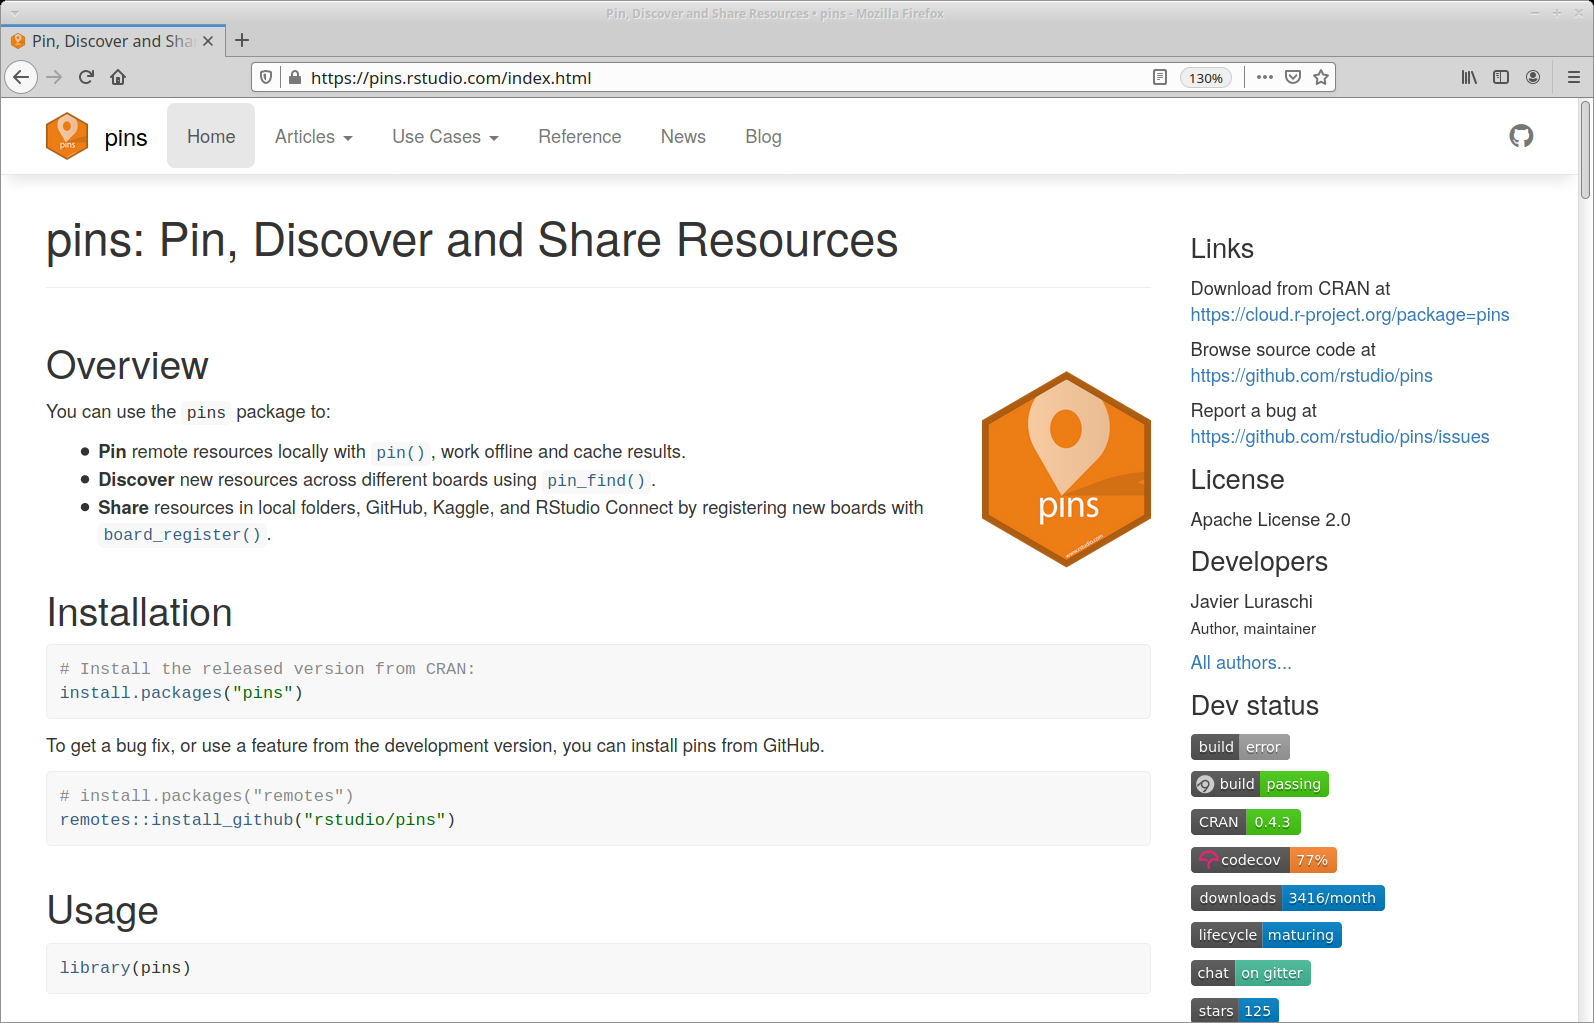 Pin, Discover and Share Resources • pins - Mozilla Firefox
Pin, Discover and Sha
https://pins.rstudio.com/index.html
130%
pins
pins
Home
Articles
Use Cases
Reference
News
Blog
pins: Pin, Discover and Share Resources
Overview
You can use the pins package to:
Pin remote resources locally with pin(), work offline and cache results.
Discover new resources across different boards using pin_find().
Share resources in local folders, GitHub, Kaggle, and RStudio Connect by registering new boards with
board_register().
pins
www.rstudio.com
Installation
# Install the released version from CRAN:
install.packages("pins")
To get a bug fix, or use a feature from the development version, you can install pins from GitHub.
# install.packages("remotes")
remotes::install_github("rstudio/pins")
Usage
library(pins)
Links
Download from CRAN at
https://cloud.r-project.org/package=pins
Browse source code at
https://github.com/rstudio/pins
Report a bug at
https://github.com/rstudio/pins/issues
License
Apache License 2.0
Developers
Javier Luraschi
Author, maintainer
All authors...
Dev status
build error
build passing
CRAN 0.4.3
codecov 77%
downloads 3416/month
lifecycle maturing
chat on gitter
stars 125